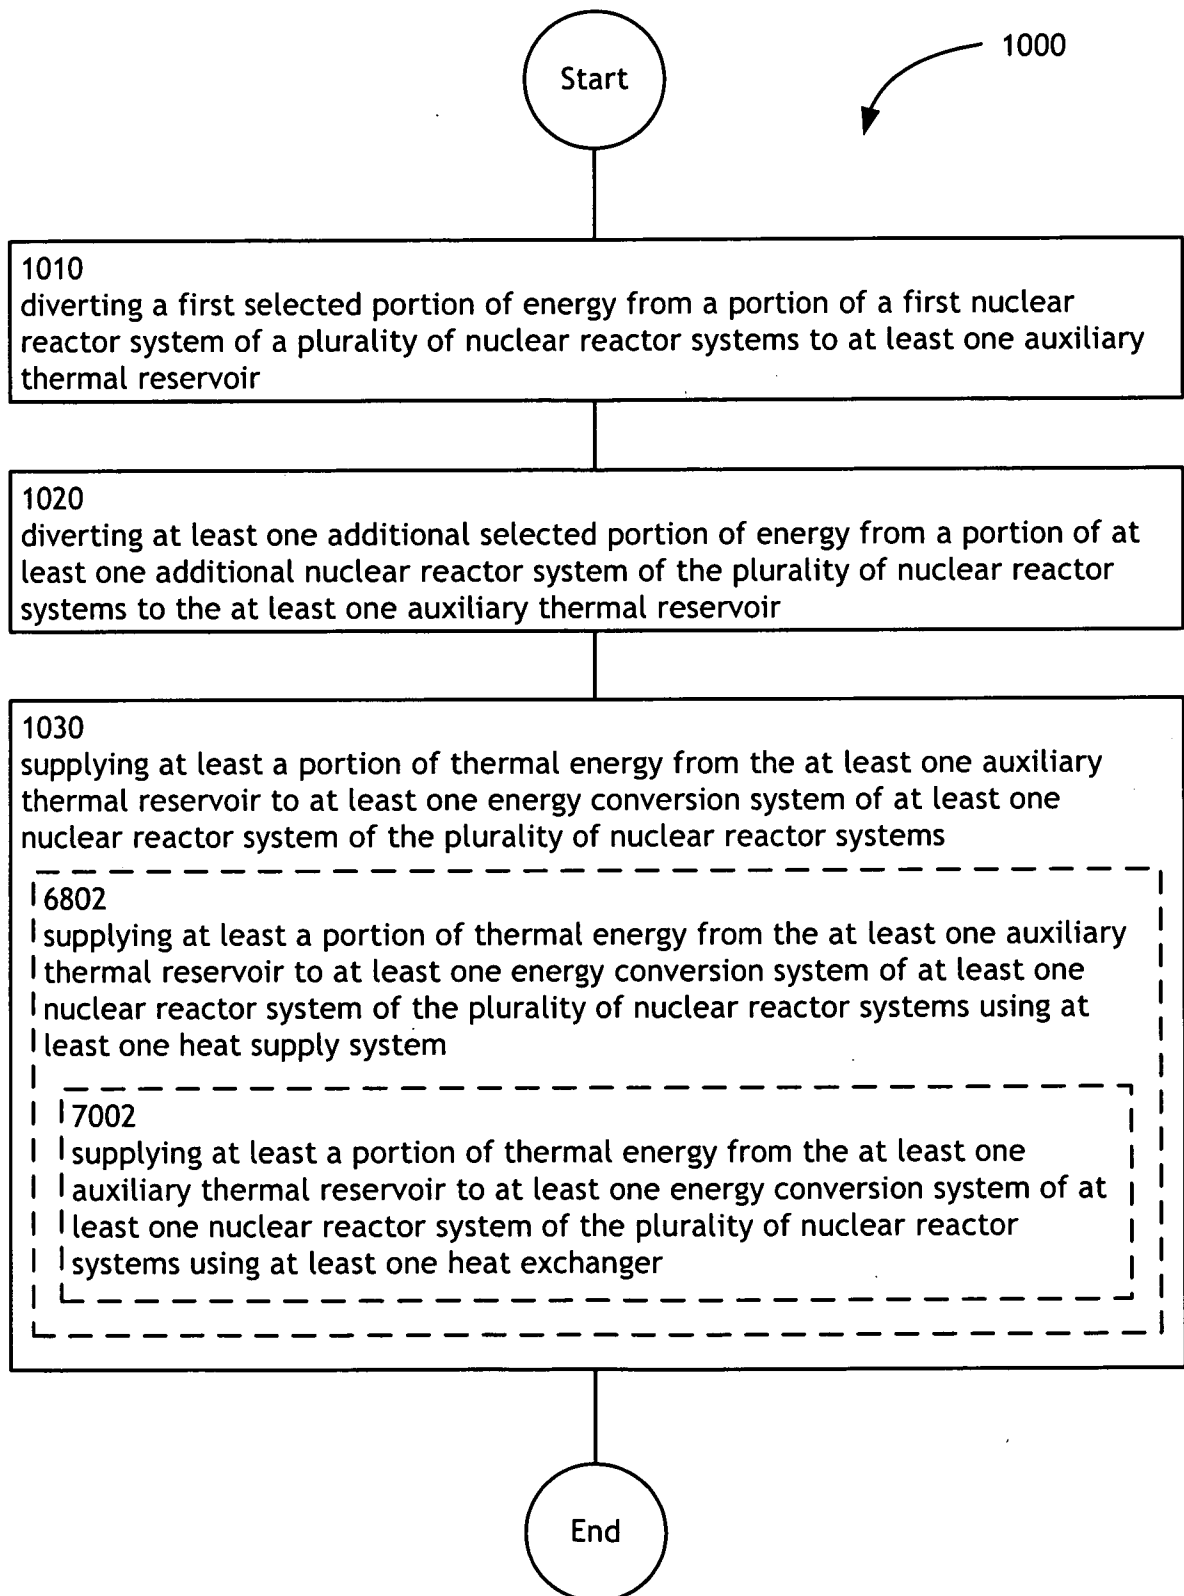 Start
1000
1010
diverting a first selected portion of energy from a portion of a first nuclear
reactor system of a plurality of nuclear reactor systems to at least one auxiliary
thermal reservoir
1020
diverting at least one additional selected portion of energy from a portion of at
least one additional nuclear reactor system of the plurality of nuclear reactor
systems to the at least one auxiliary thermal reservoir
1030
supplying at least a portion of thermal energy from the at least one auxiliary
thermal reservoir to at least one energy conversion system of at least one
nuclear reactor system of the plurality of nuclear reactor systems
6802
supplying at least a portion of thermal energy from the at least one auxiliary
thermal reservoir to at least one energy conversion system of at least one
nuclear reactor system of the plurality of nuclear reactor systems using at
least one heat supply system
7002
supplying at least a portion of thermal energy from the at least one
auxiliary thermal reservoir to at least one energy conversion system of at
least one nuclear reactor system of the plurality of nuclear reactor
systems using at least one heat exchanger
End